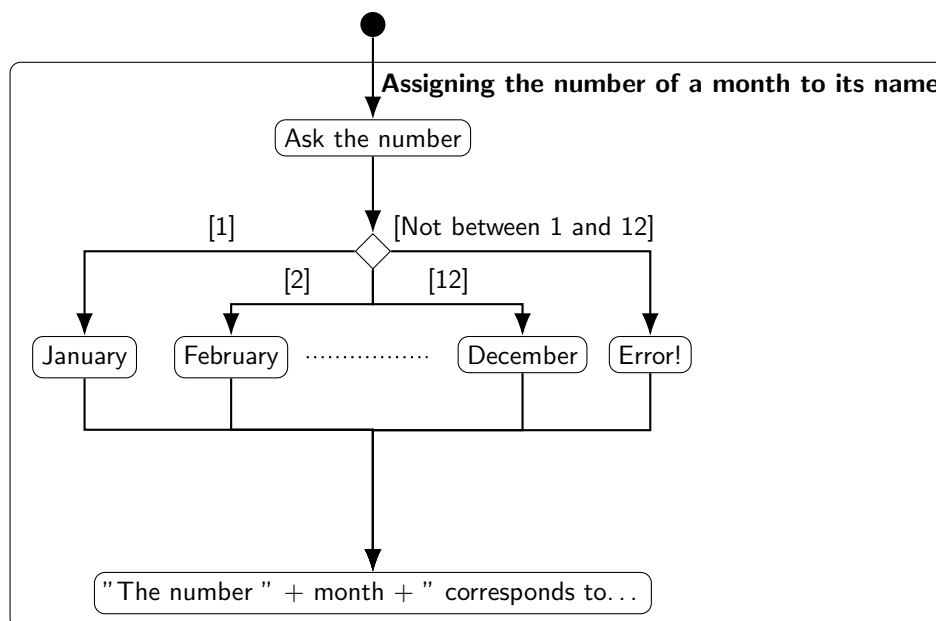 Assigning the number of a month to its name
Ask the number
[1]
[Not between 1 and 12]
[2]
[12]
January
February
December
Error!
”The number ” + month + ” corresponds to...